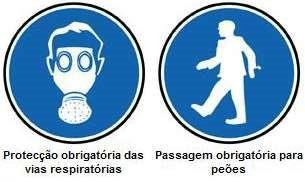 Protecção obrigatória das
vias respiratórias
Passagem obrigatória para
peões